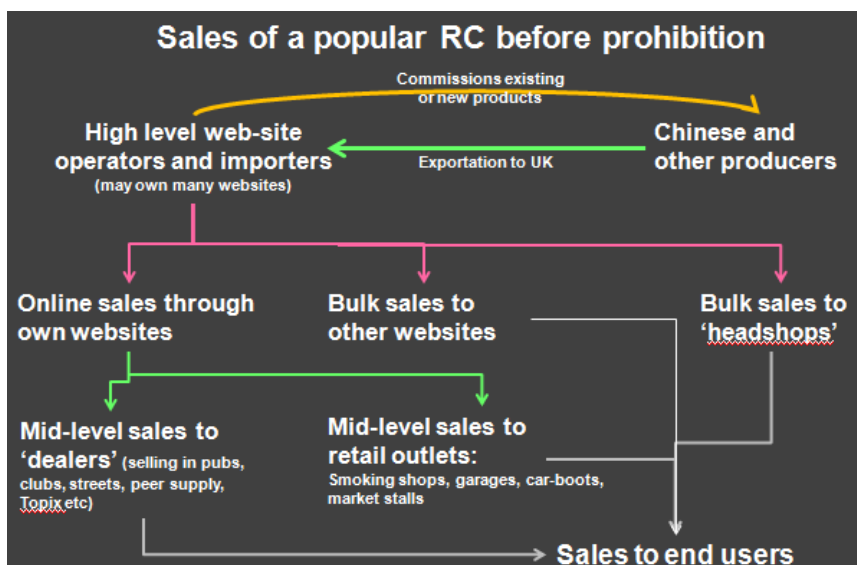 Sales of a popular RC before prohibition
Commissions existing
or new products
High level web-site
operators and importers
(may own many websites)
Exportation to UK
Chinese and
other producers
Online sales through
own websites
Bulk sales to
other websites
Bulk sales to
‘headshops’
Mid-level sales to
‘dealers’ (selling in pubs,
clubs, streets, peer supply,
Topix etc)
Mid-level sales to
retail outlets:
Smoking shops, garages, car-boots,
market stalls
Sales to end users